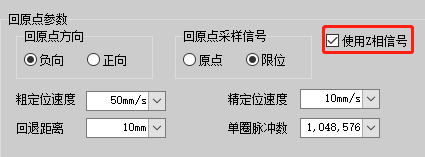 回原点参数
回原点方向
负向 正向
回原点采样信号
原点 限位
使用Z相信号
粗定位速度 50mm/s 精定位速度 10mm/s
回退距离 10mm 单圈脉冲数 1,048,576